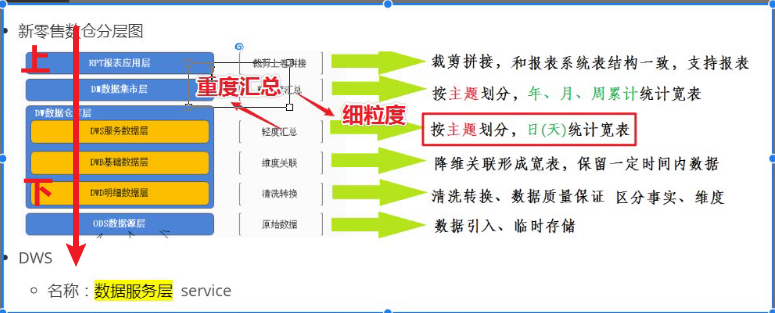 新零售数仓分层图
上
RPT报表应用层
裁剪上卷拼接
裁剪拼接，和报表系统表结构一致，支持报表
DM数据集市层
重度汇总
按主题划分，年、月、周累计统计宽表
细粒度
DW数据仓库层
DWS服务数据层
轻度汇总
按主题划分，日(天)统计宽表
DWB基础数据层
维度关联
降维关联形成宽表，保留一定时间内数据
下
DWD明细数据层
清洗转换
清洗转换、数据质量保证 区分事实、维度
ODS数据源层
原始数据
数据引入、临时存储
DWS
名称：数据服务层 service